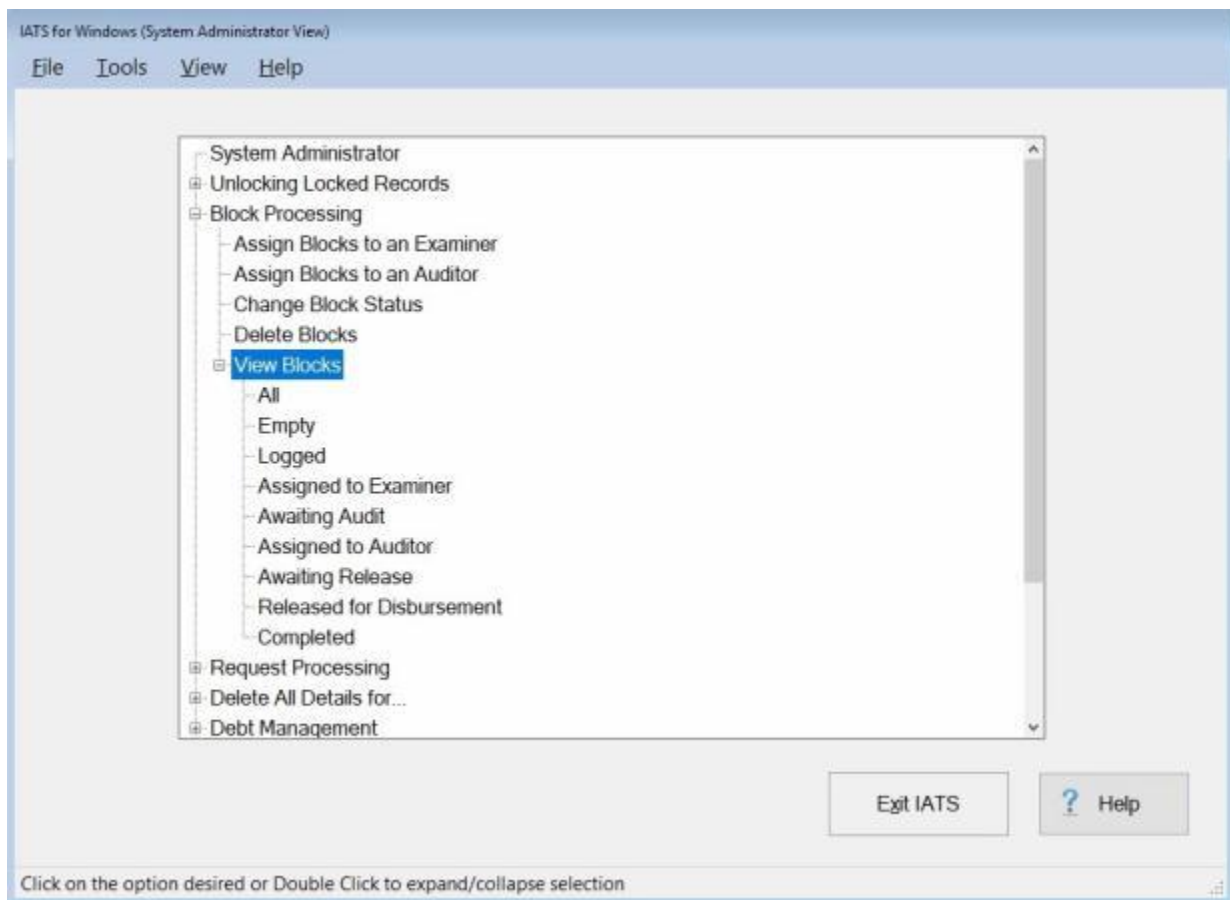 IATS for Windows (System Administrator View)
File Tools View Help
System Administrator
Unlocking Locked Records
Block Processing
Assign Blocks to an Examiner
Assign Blocks to an Auditor
Change Block Status
Delete Blocks
View Blocks
All
Empty
Logged
Assigned to Examiner
Awaiting Audit
Assigned to Auditor
Awaiting Release
Released for Disbursement
Completed
Request Processing
Delete All Details for...
Debt Management
Exit IATS ? Help
Click on the option desired or Double Click to expand/collapse selection